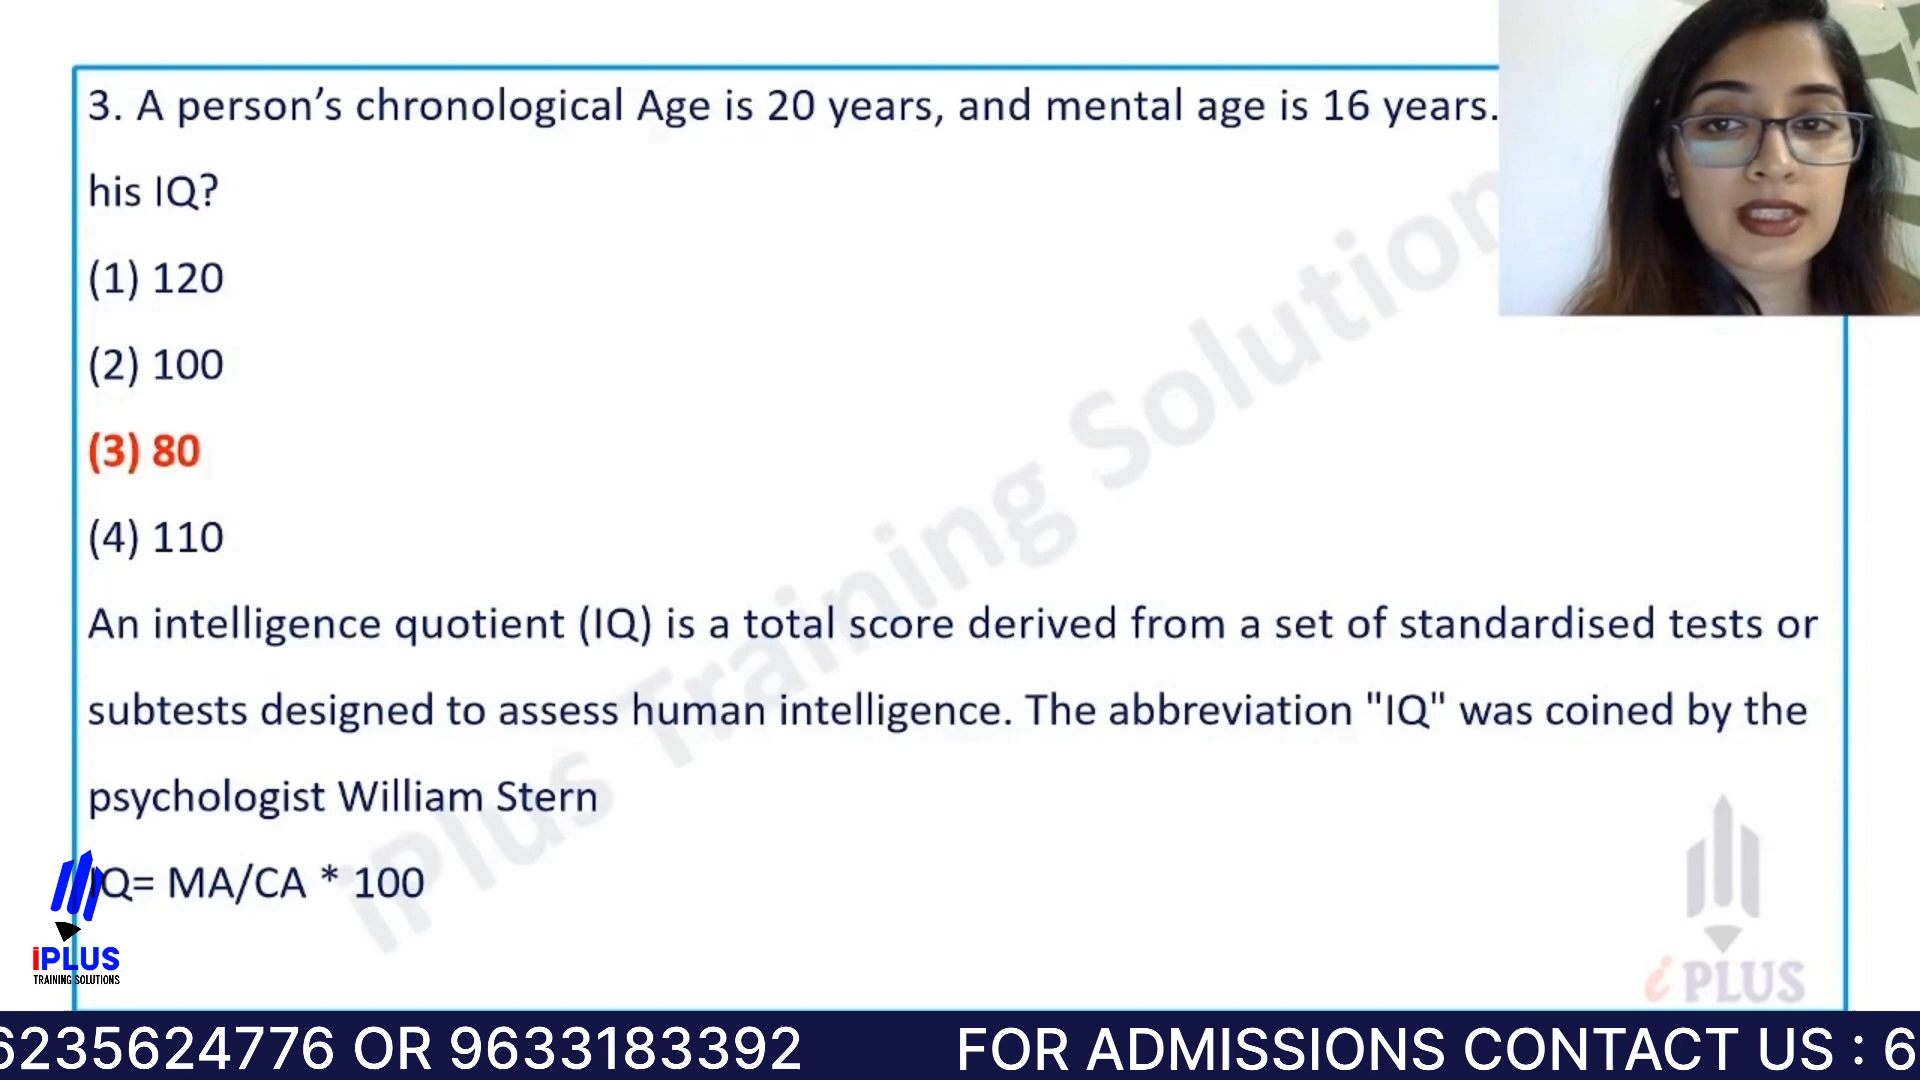 3. A person’s chronological Age is 20 years, and mental age is 16 years.
his IQ?
(1) 120
(2) 100
(3) 80
(4) 110
An intelligence quotient (IQ) is a total score derived from a set of standardised tests or
subtests designed to assess human intelligence. The abbreviation "IQ" was coined by the
psychologist William Stern
IQ= MA/CA * 100
iPlus Training Solution
iPLUS
TRAINING SOLUTIONS
i PLUS
6235624776 OR 9633183392 FOR ADMISSIONS CONTACT US : 6